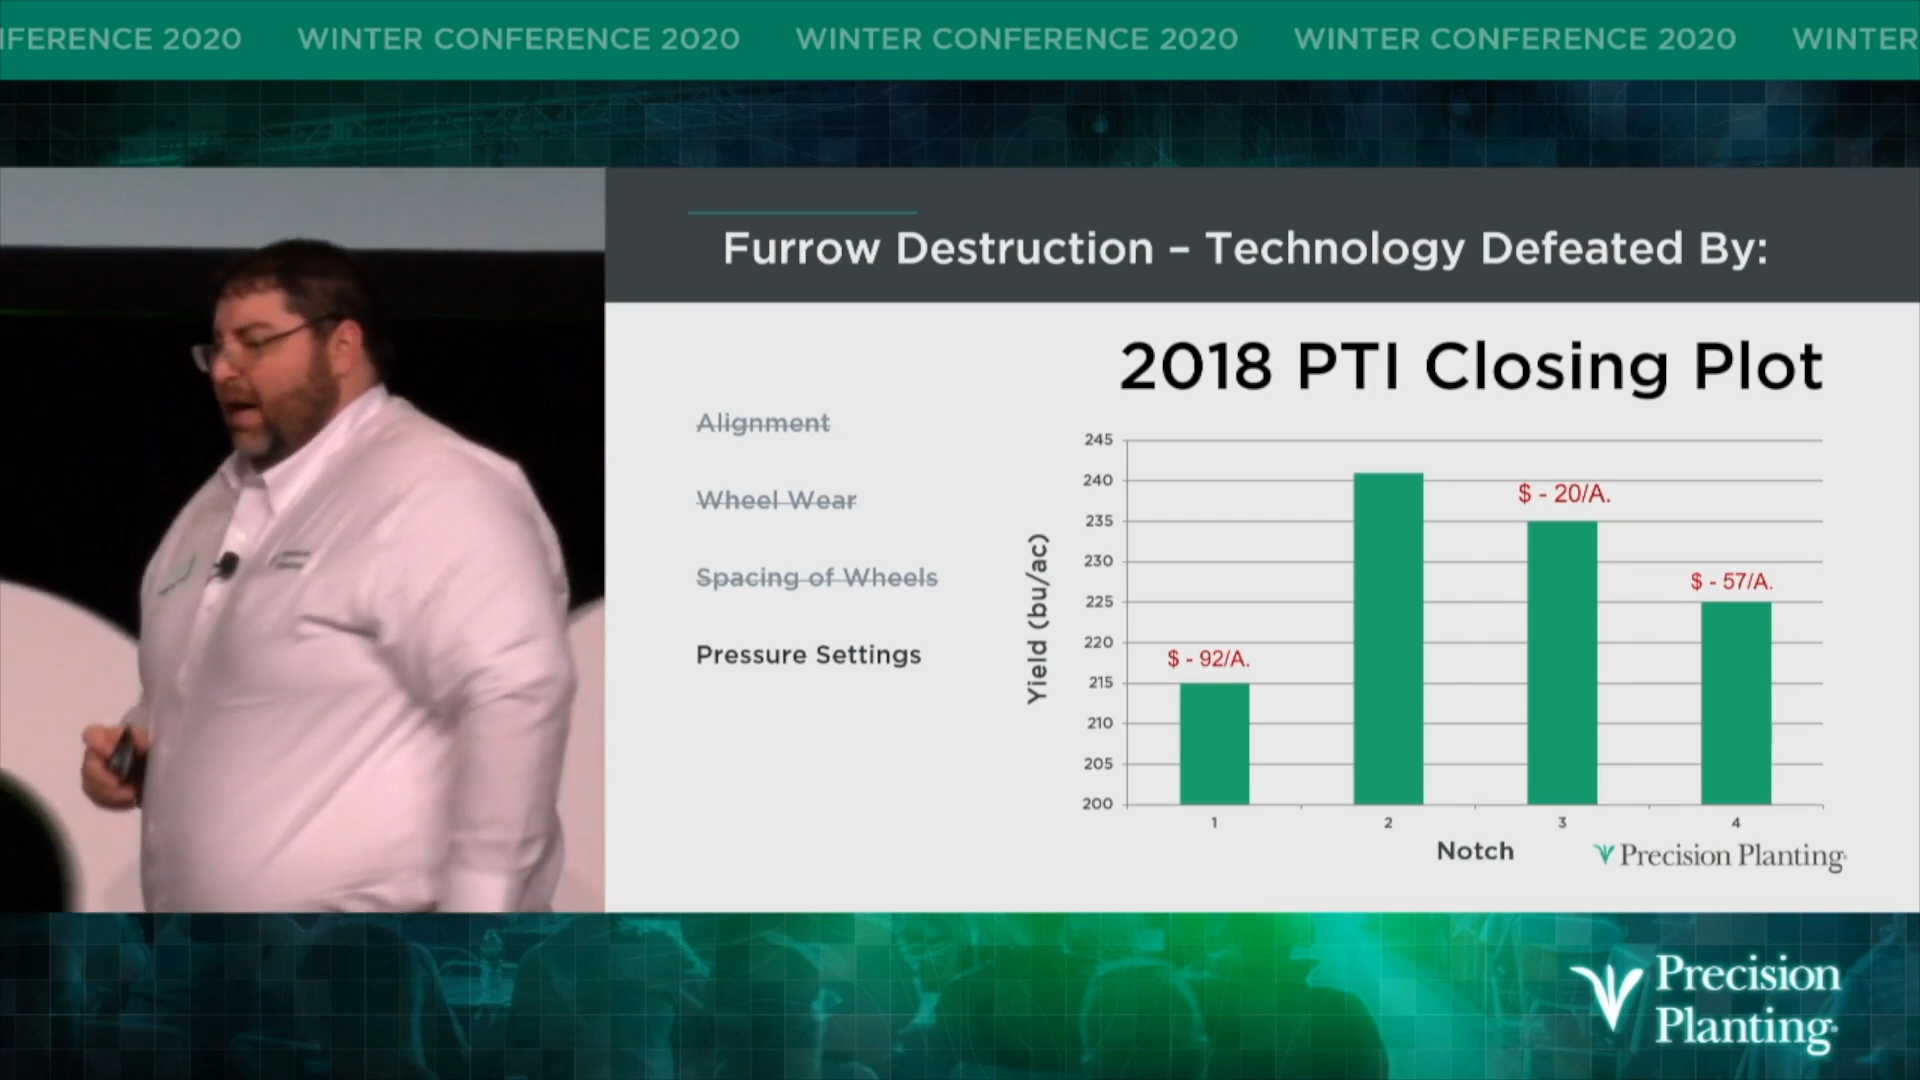 IFERENCE 2020 WINTER CONFERENCE 2020 WINTER CONFERENCE 2020 WINTER CONFERENCE 2020 WINTER
Furrow Destruction – Technology Defeated By:
Alignment
Wheel Wear
Spacing of Wheels
Pressure Settings
2018 PTI Closing Plot
Yield (bu/ac)
245
240
235
230
225
220
215
210
205
200
$ - 92/A.
$ - 20/A.
$ - 57/A.
1 2 3 4
Notch
Precision Planting
Precision
Planting